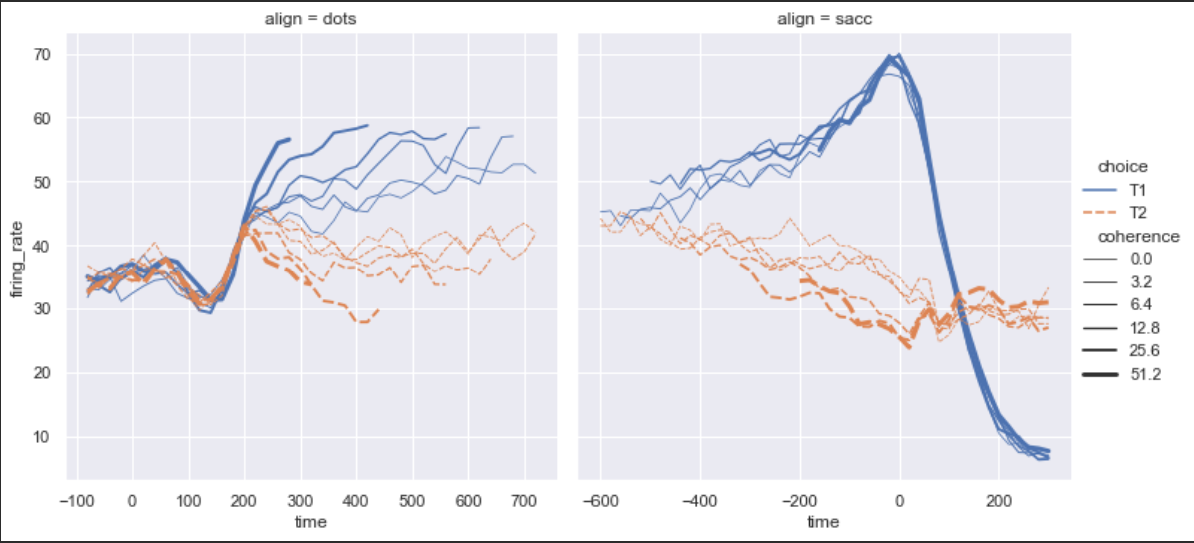 align = dots
align = sacc
firing_rate
70
60
50
40
30
20
10
−100 0 100 200 300 400 500 600 700
time
−600 −400 −200 0 200
time
choice
T1
T2
coherence
0.0
3.2
6.4
12.8
25.6
51.2